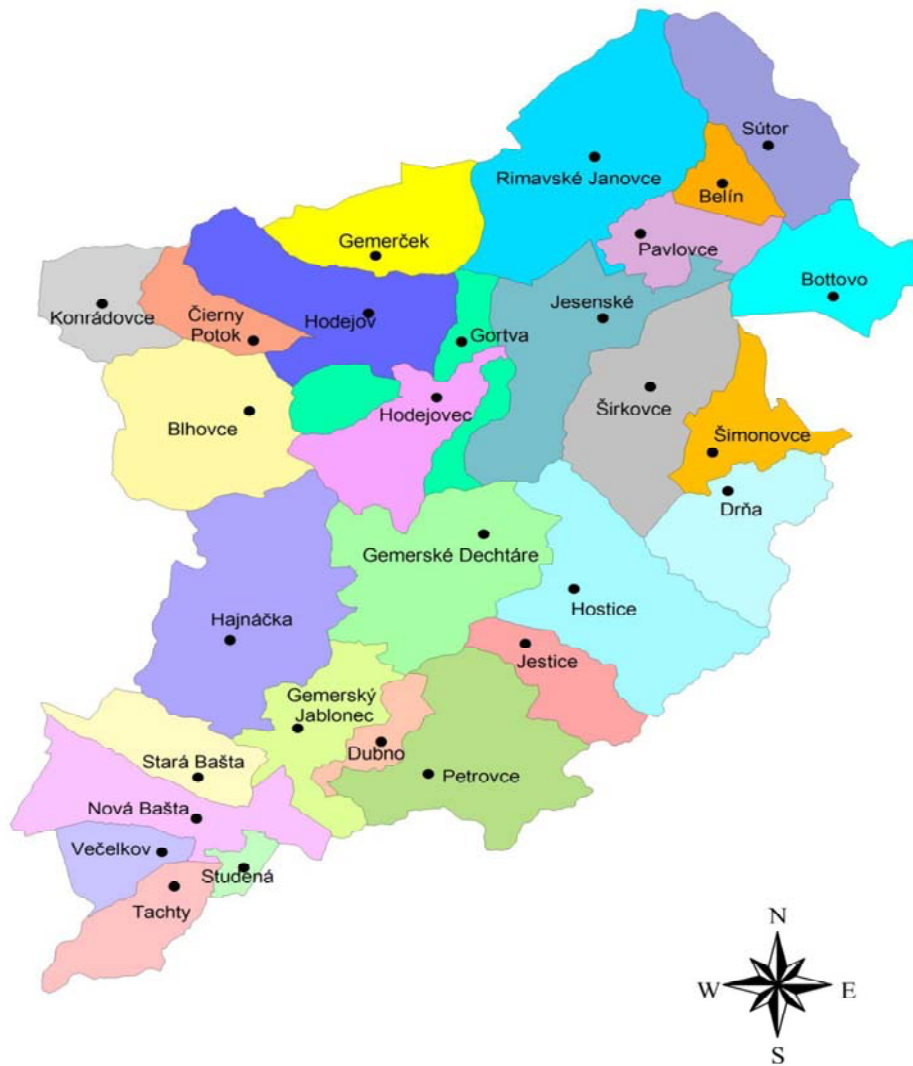 Sútor
Rimavské Janovce
Belín
Pavlovce
Gemerček
Bottovo
Konrádovce
Čierny
Potok
Hodejov
Gortva
Jesenské
Blhovce
Hodejovec
Širkovce
Šimonovce
Drňa
Gemerské Dechtáre
Hostice
Hajnáčka
Jestice
Gemerský
Jablonec
Dubno
Stará Bašta
Petrovce
Nová Bašta
Večelkov
Studená
Tachty
N
W
E
S